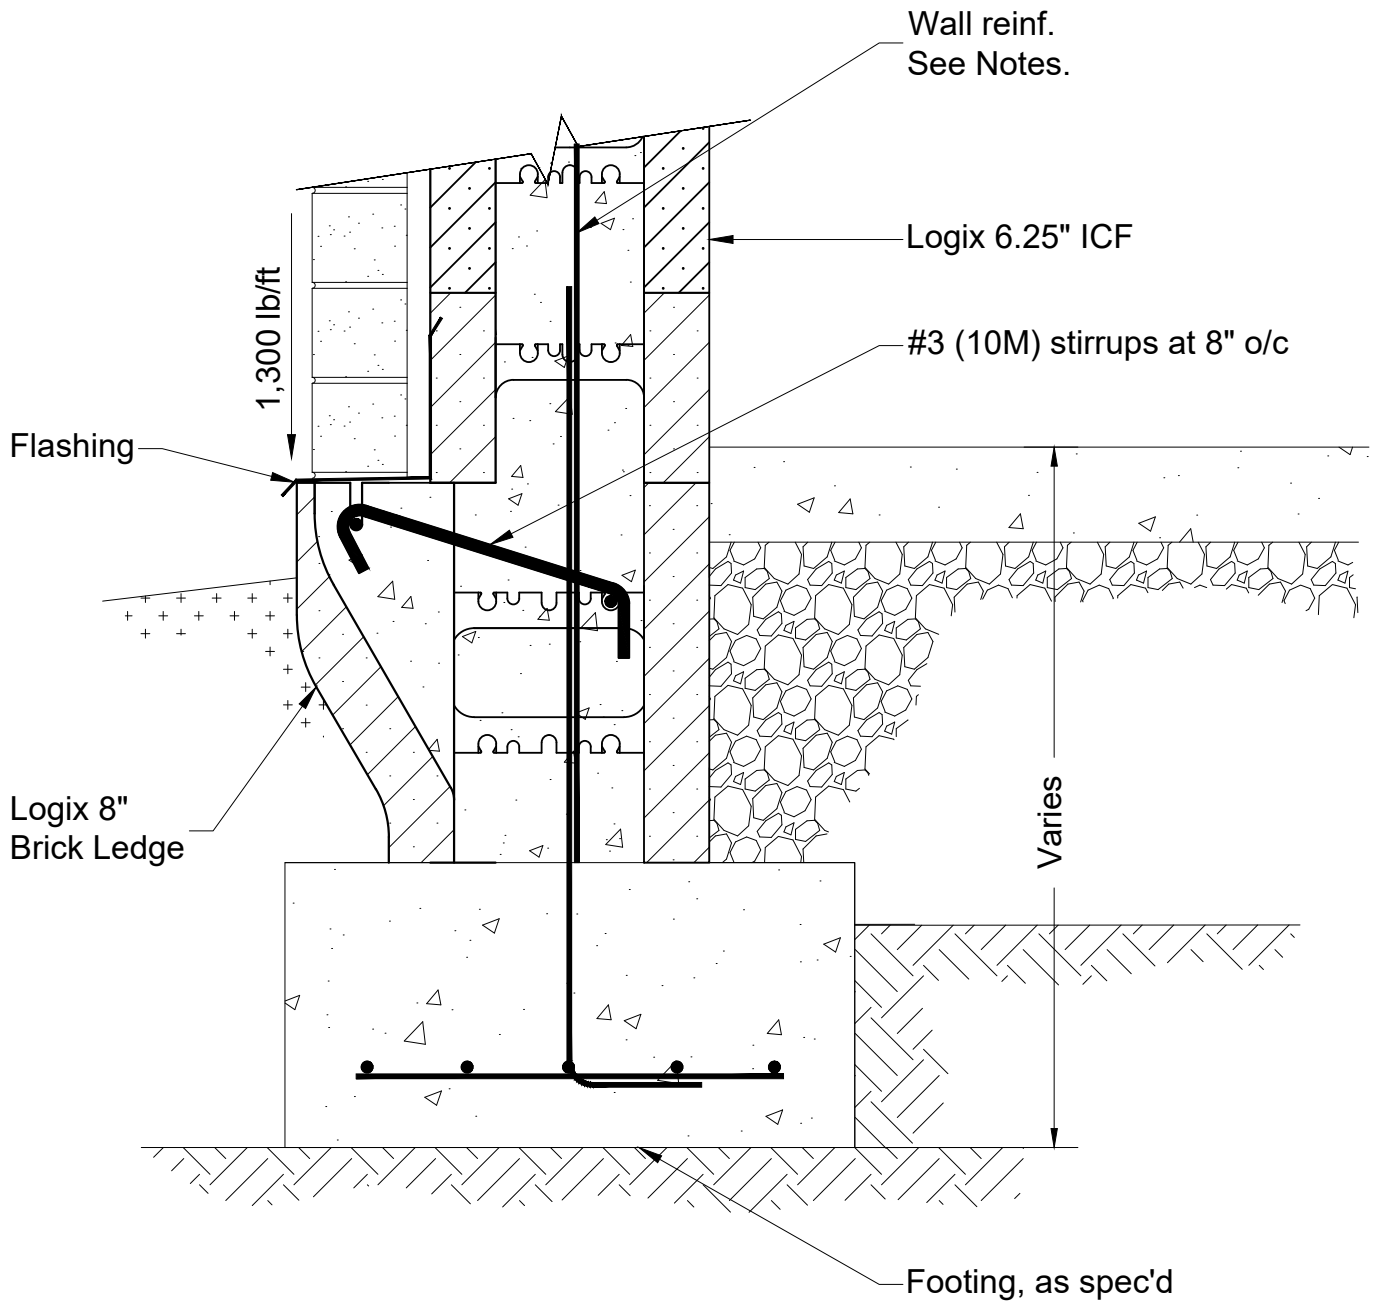 Wall reinf.
See Notes.
Logix 6.25" ICF
1,300 lb/ft
#3 (10M) stirrups at 8" o/c
Flashing
Varies
Logix 8"
Brick Ledge
Footing, as spec'd